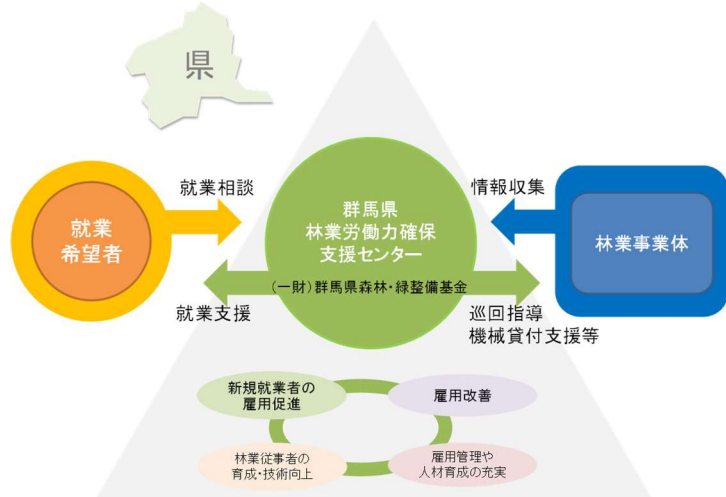 県
就業相談
情報収集
就業
希望者
群馬県
林業労働力確保
支援センター
林業事業体
(一財)群馬県森林・緑整備基金
就業支援
巡回指導
機械貸付支援等
新規就業者の
雇用促進
雇用改善
林業従事者の
育成・技術向上
雇用管理や
人材育成の充実